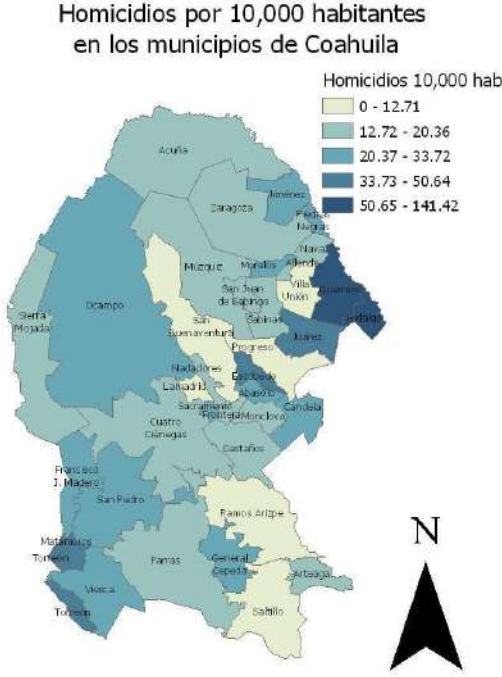 Homicidios por 10,000 habitantes
en los municipios de Coahuila
Homicidios 10,000 hab
0 - 12.71
12.72 - 20.36
20.37 - 33.72
33.73 - 50.64
50.65 - 141.42
Acuña
Zaragoza
Jiménez
Piedras
Negras
Nava
Morelos
Allende
Villa
Unión
Guerrero
Hidalgo
Múzquiz
San Juan
de Sabinas
Sabinas
Juárez
Ocampo
Sierra
Mojada
San
Buenaventura
Progreso
Nadadores
Lamadrid
Escobedo
Abasolo
Sacramento
Frontera
Monclova
Candela
Cuatro
Ciénegas
Castaños
Francisco
I. Madero
San Pedro
Ramos Arizpe
Matamoros
Torreón
Parras
General
Cepeda
Arteaga
Viesca
Torreón
Saltillo
N